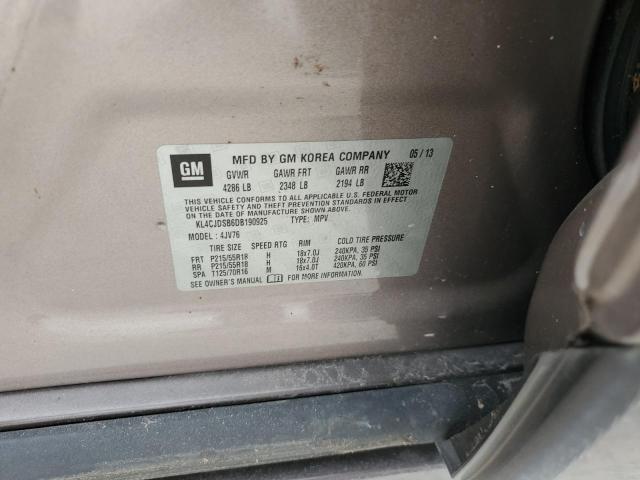 GM MFD BY GM KOREA COMPANY 05 / 13
GVWR GAWR FRT GAWR RR
4286 LB 2348 LB 2194 LB
THIS VEHICLE CONFORMS TO ALL APPLICABLE U.S. FEDERAL MOTOR
VEHICLE SAFETY, BUMPER, AND THEFT PREVENTION STANDARDS IN
EFFECT ON THE DATE OF MANUFACTURE SHOWN ABOVE.
KL4CJDSB6DB190925 TYPE: MPV
MODEL : 4JV76
TIRE SIZE SPEED RTG RIM COLD TIRE PRESSURE
FRT P215/55R18 H 18x7.0J 240KPA, 35 PSI
RR P215/55R18 H 18x7.0J 240KPA, 35 PSI
SPA T125/70R16 M 16x4.0T 420KPA, 60 PSI
SEE OWNER'S MANUAL FOR MORE INFORMATION.